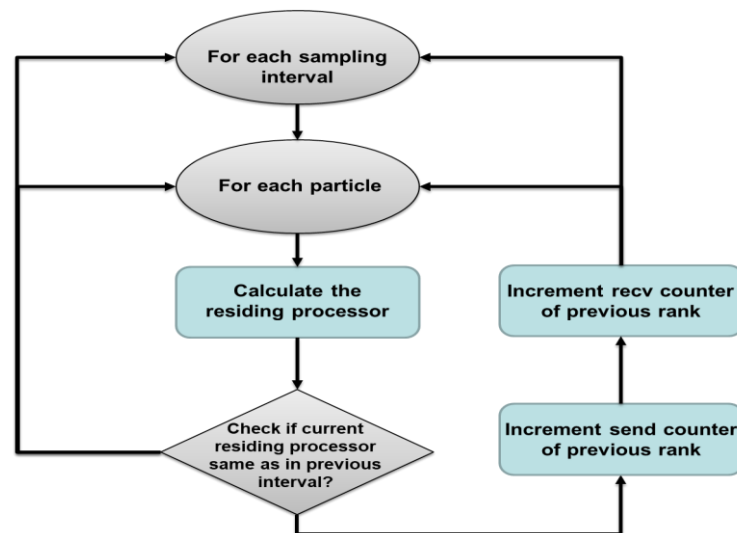 For each sampling
interval
For each particle
Calculate the
residing processor
Check if current
residing processor
same as in previous
interval?
Increment recv counter
of previous rank
Increment send counter
of previous rank